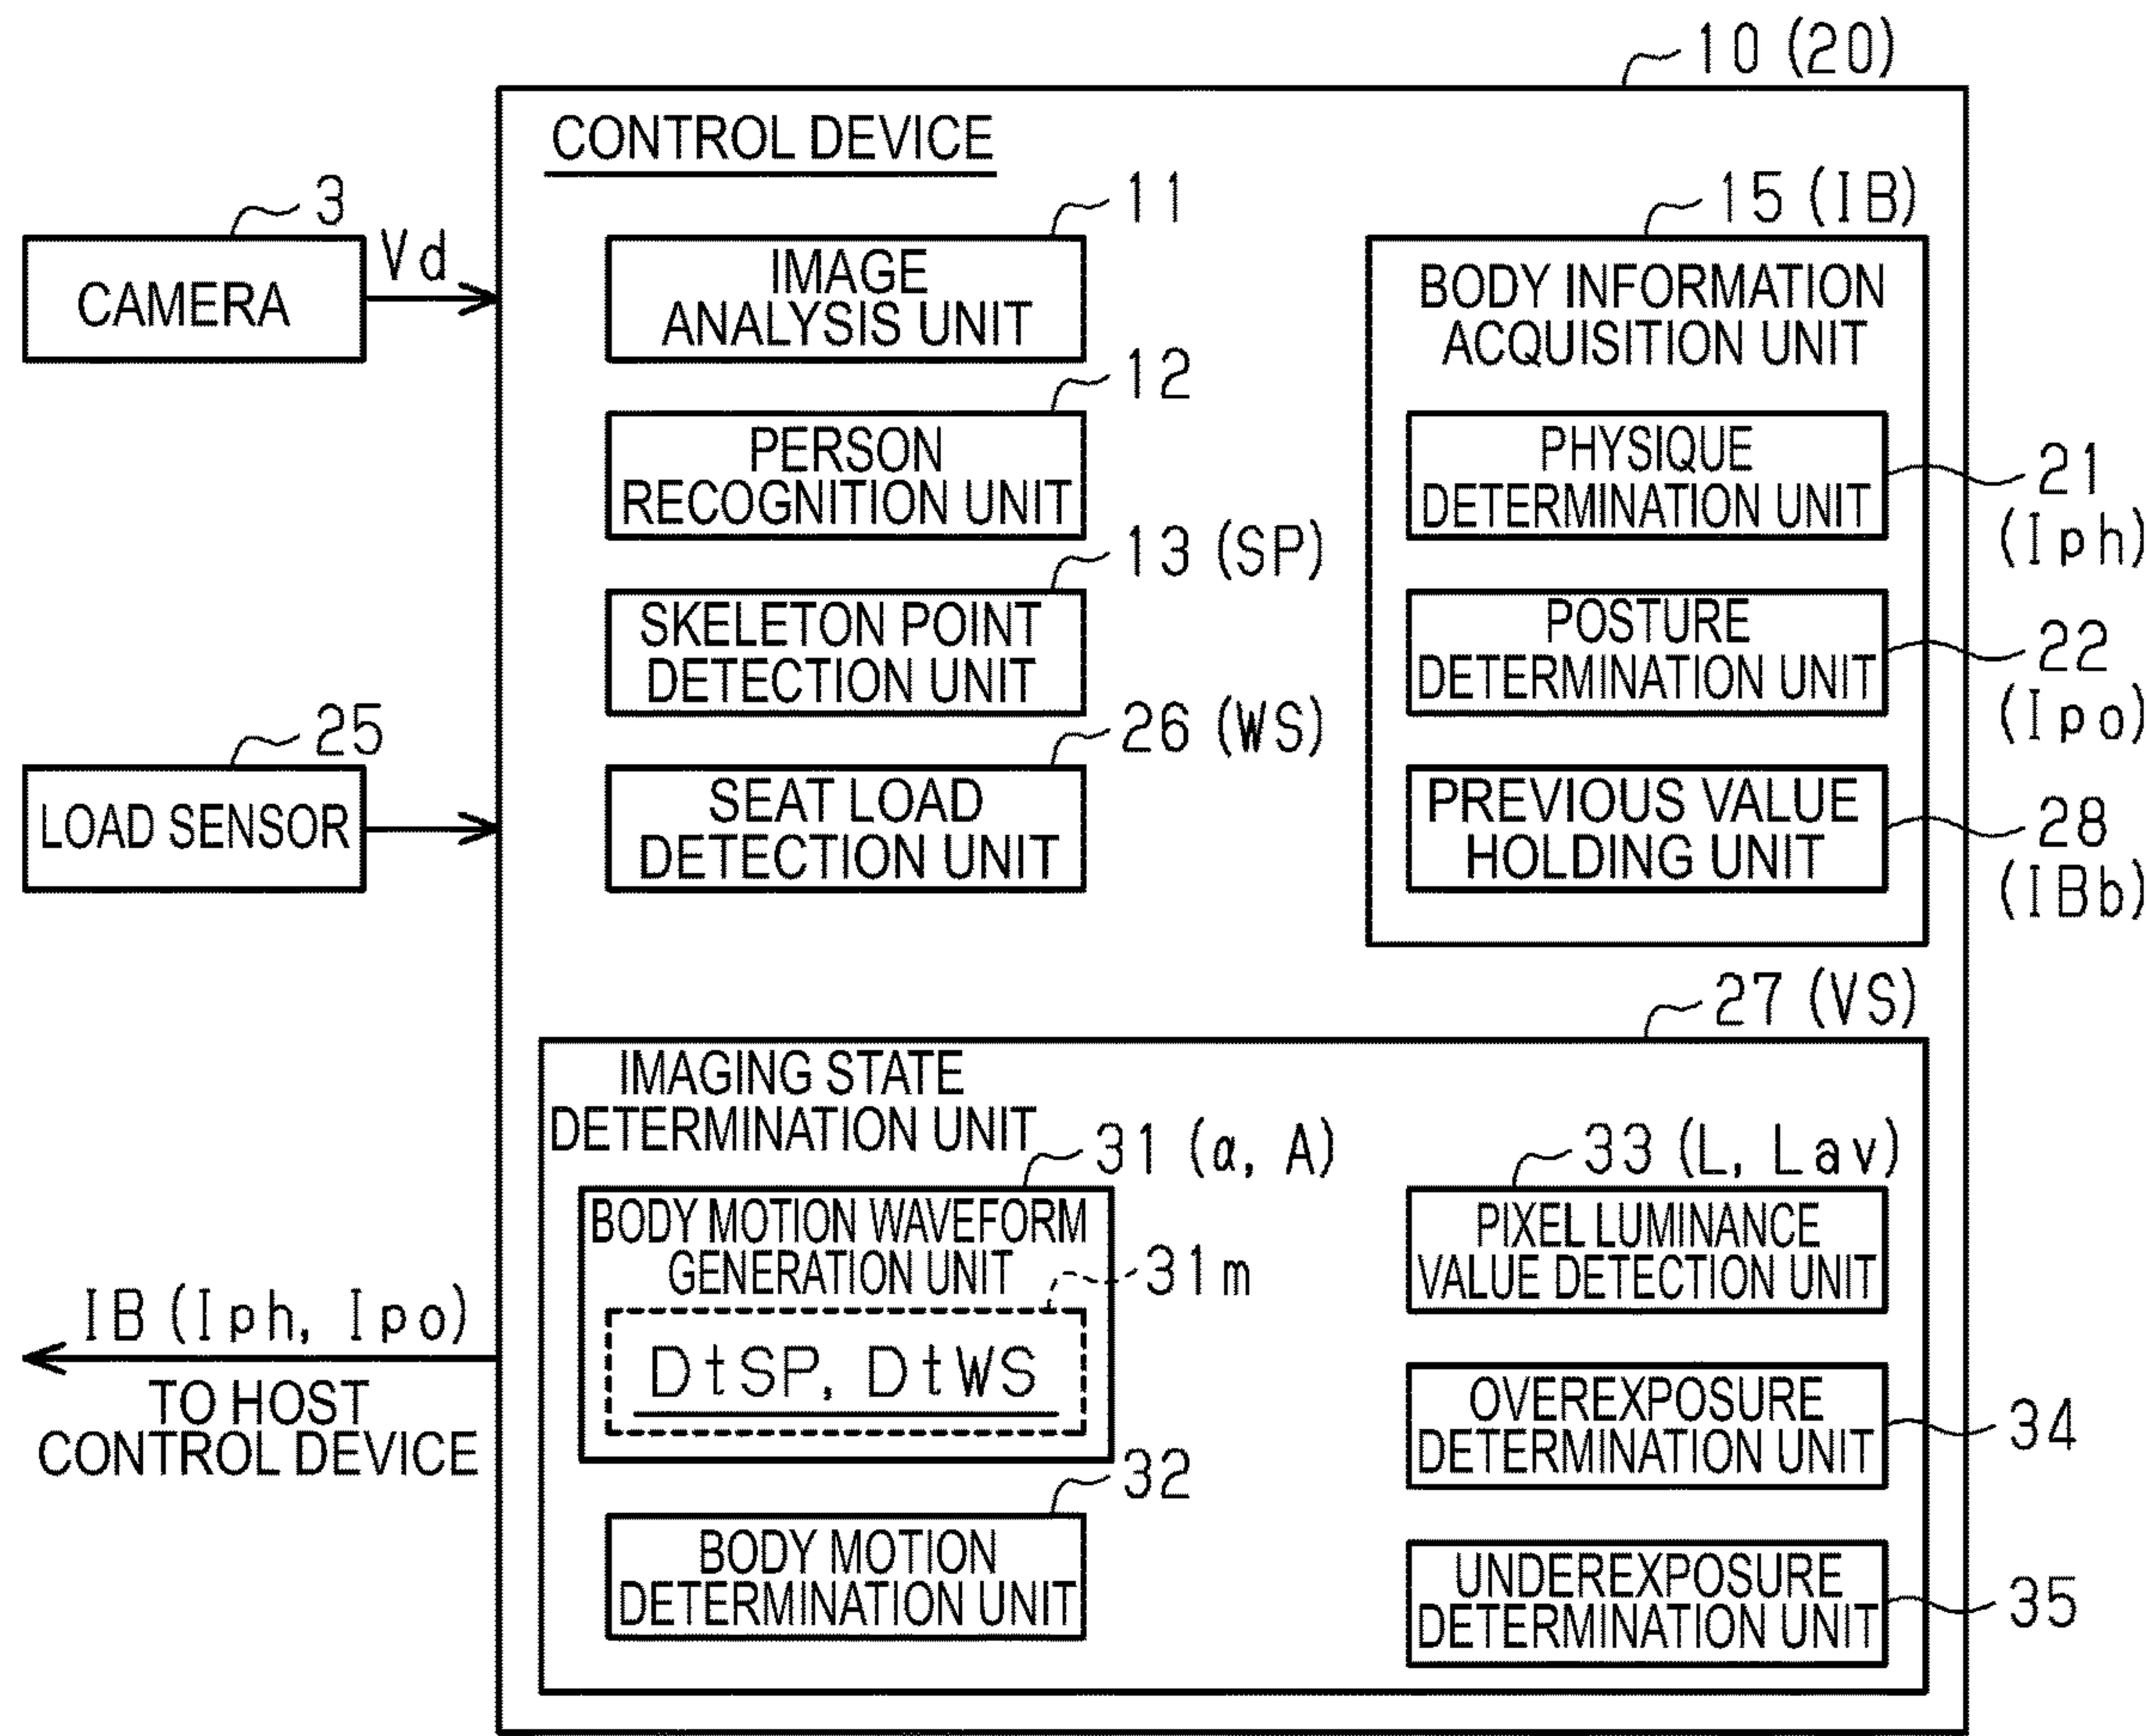 10 (20)
CONTROL DEVICE
3
CAMERA
Vd
11
IMAGE
ANALYSIS UNIT
12
PERSON
RECOGNITION UNIT
13 (SP)
SKELETON POINT
DETECTION UNIT
25
LOAD SENSOR
26 (WS)
SEAT LOAD
DETECTION UNIT
15 (IB)
BODY INFORMATION
ACQUISITION UNIT
PHYSIQUE
DETERMINATION UNIT
21
(Iph)
POSTURE
DETERMINATION UNIT
22
(Ipo)
PREVIOUS VALUE
HOLDING UNIT
28
(IBb)
27 (VS)
IMAGING STATE
DETERMINATION UNIT
31 (α, A)
BODY MOTION WAVEFORM
GENERATION UNIT
31m
DtSP, DtWS
32
BODY MOTION
DETERMINATION UNIT
33 (L, Lav)
PIXEL LUMINANCE
VALUE DETECTION UNIT
OVEREXPOSURE
DETERMINATION UNIT
34
UNDEREXPOSURE
DETERMINATION UNIT
35
IB (Iph, Ipo)
TO HOST
CONTROL DEVICE